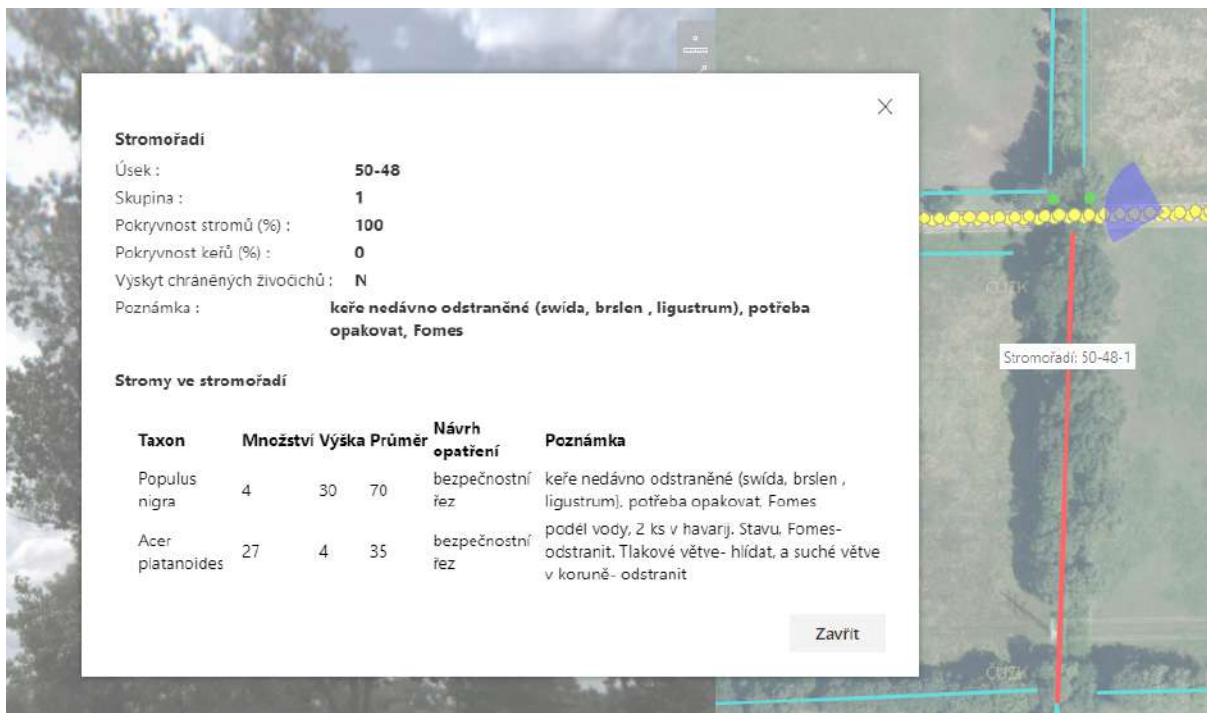 Stromořadí
Úsek : 50-48
Skupina : 1
Pokryvnost stromů (%) : 100
Pokryvnost keřů (%) : 0
Výskyt chráněných živočichů : N
Poznámka : keře nedávno odstraněné (swída, brslen , ligustrum), potřeba
opakovat, Fomes
Stromy ve stromořadí
Taxon Množství Výška Průměr Návrh opatření Poznámka
Populus nigra 4 30 70 bezpečnostní řez keře nedávno odstraněné (swída, brslen ,
ligustrum), potřeba opakovat, Fomes
Acer platanoides 27 4 35 bezpečnostní řez podél vody, 2 ks v havarij. Stavu, Fomes-
odstranit. Tlakové větve- hlídat, a suché větve
v koruně- odstranit
Zavřít
ČÚZK
Stromořadí: 50-48-1
ČÚZK